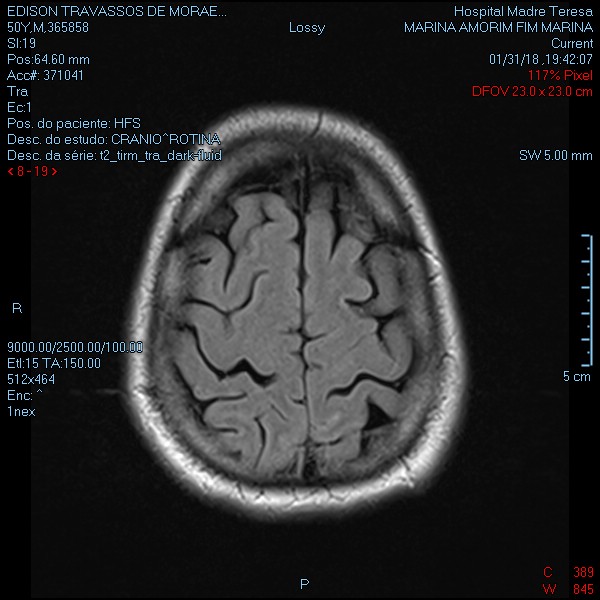 EDISON TRAVASSOS DE MORAE...
50Y,M,365858
Sl:19
Pos:64.60 mm
Acc#: 371041
Tra
Ec:1
Pos. do paciente: HFS
Desc. do estudo: CRANIO^ROTINA
Desc. da série: t2_tirm_tra_dark-fluid
< 8 - 19 >
Lossy
Hospital Madre Teresa
MARINA AMORIM FIM MARINA
Current
01/31/18 ,19:42:07
117% Pixel
DFOV 23.0 x 23.0 cm
SW 5.00 mm
R
9000.00/2500.00/100.00
Etl:15 TA:150.00
512x464
Enc: ^
1nex
5 cm
P
C 389
W 845